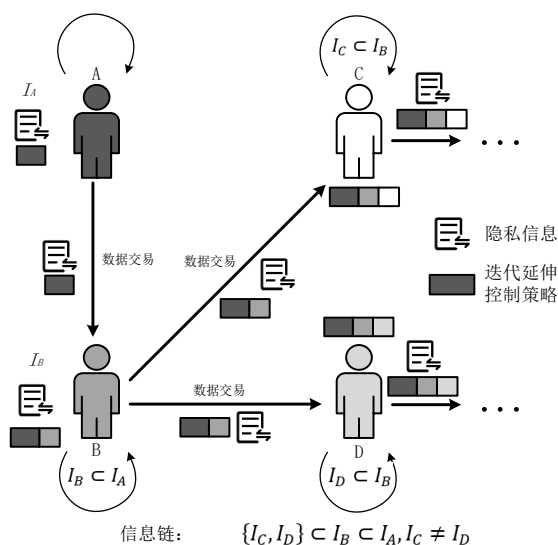 A
I_A
I_C ⊂ I_B
C
...
隐私信息
迭代延伸
控制策略
数据交易
数据交易
数据交易
I_B
B
I_B ⊂ I_A
D
I_D ⊂ I_B
...
信息链： {I_C, I_D} ⊂ I_B ⊂ I_A, I_C ≠ I_D